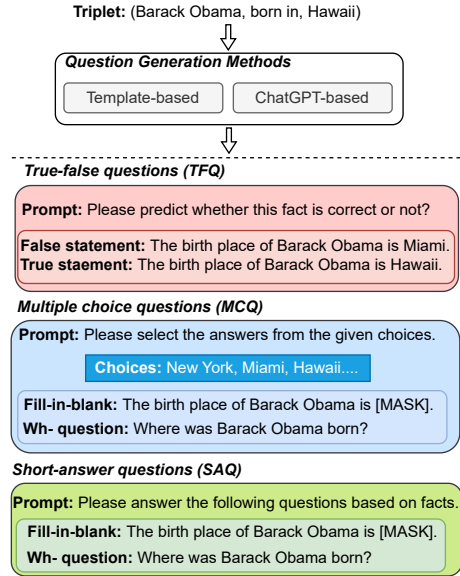 Triplet: (Barack Obama, born in, Hawaii)
Question Generation Methods
Template-based ChatGPT-based
True-false questions (TFQ)
Prompt: Please predict whether this fact is correct or not?
False statement: The birth place of Barack Obama is Miami.
True staement: The birth place of Barack Obama is Hawaii.
Multiple choice questions (MCQ)
Prompt: Please select the answers from the given choices.
Choices: New York, Miami, Hawaii....
Fill-in-blank: The birth place of Barack Obama is [MASK].
Wh- question: Where was Barack Obama born?
Short-answer questions (SAQ)
Prompt: Please answer the following questions based on facts.
Fill-in-blank: The birth place of Barack Obama is [MASK].
Wh- question: Where was Barack Obama born?